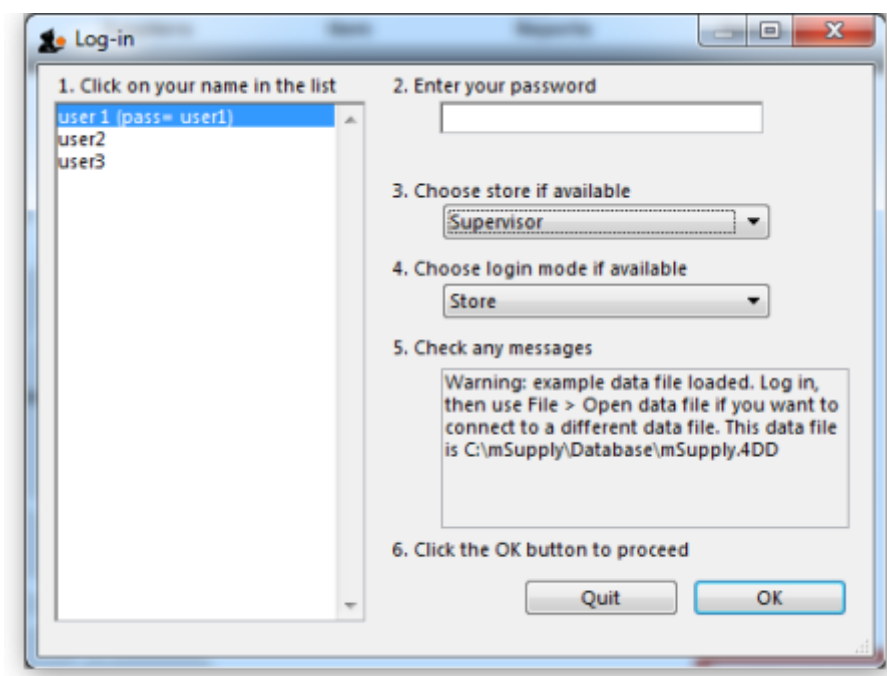 Log-in
1. Click on your name in the list
user 1 (pass= user1)
user2
user3
2. Enter your password
3. Choose store if available
Supervisor
4. Choose login mode if available
Store
5. Check any messages
Warning: example data file loaded. Log in,
then use File > Open data file if you want to
connect to a different data file. This data file
is C:\mSupply\Database\mSupply.4DD
6. Click the OK button to proceed
Quit
OK